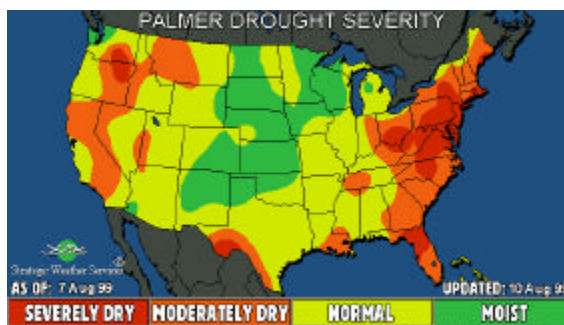 PALMER DROUGHT SEVERITY
Strategic Weather Services
AS OF: 7 Aug 99
UPDATED: 10 Aug 99
SEVERELY DRY
MODERATELY DRY
NORMAL
MOIST